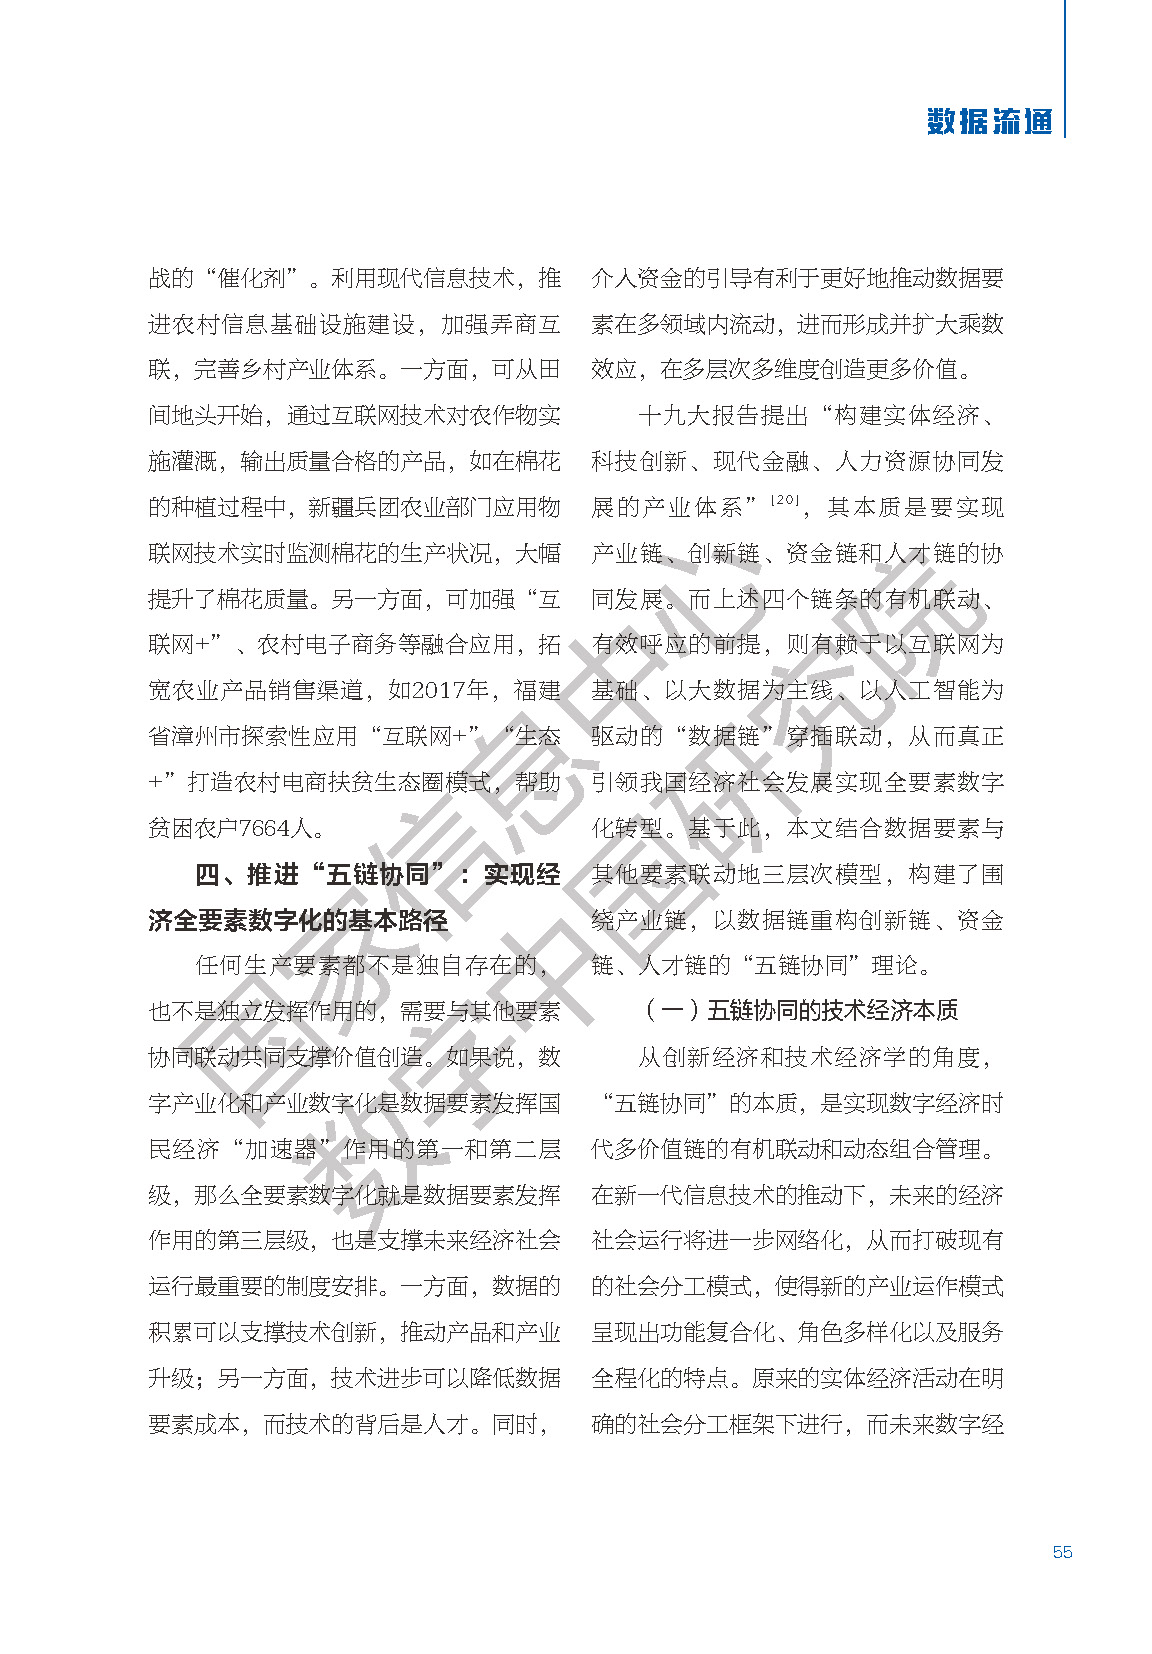 数据流通
战的“催化剂”。利用现代信息技术，推
进农村信息基础设施建设，加强弄商互
联，完善乡村产业体系。一方面，可从田
间地头开始，通过互联网技术对农作物实
施灌溉，输出质量合格的产品，如在棉花
的种植过程中，新疆兵团农业部门应用物
联网技术实时监测棉花的生产状况，大幅
提升了棉花质量。另一方面，可加强“互
联网+”、农村电子商务等融合应用，拓
宽农业产品销售渠道，如2017年，福建
省漳州市探索性应用“互联网+”“生态
+”打造农村电商扶贫生态圈模式，帮助
贫困农户7664人。
四、推进“五链协同”：实现经
济全要素数字化的基本路径
任何生产要素都不是独自存在的，
也不是独立发挥作用的，需要与其他要素
协同联动共同支撑价值创造。如果说，数
字产业化和产业数字化是数据要素发挥国
民经济“加速器”作用的第一和第二层
级，那么全要素数字化就是数据要素发挥
作用的第三层级，也是支撑未来经济社会
运行最重要的制度安排。一方面，数据的
积累可以支撑技术创新，推动产品和产业
升级；另一方面，技术进步可以降低数据
要素成本，而技术的背后是人才。同时，
介入资金的引导有利于更好地推动数据要
素在多领域内流动，进而形成并扩大乘数
效应，在多层次多维度创造更多价值。
十九大报告提出“构建实体经济、
科技创新、现代金融、人力资源协同发
展的产业体系”[20]，其本质是要实现
产业链、创新链、资金链和人才链的协
同发展。而上述四个链条的有机联动、
有效呼应的前提，则有赖于以互联网为
基础、以大数据为主线、以人工智能为
驱动的“数据链”穿插联动，从而真正
引领我国经济社会发展实现全要素数字
化转型。基于此，本文结合数据要素与
其他要素联动地三层次模型，构建了围
绕产业链，以数据链重构创新链、资金
链、人才链的“五链协同”理论。
（一）五链协同的技术经济本质
从创新经济和技术经济学的角度，
“五链协同”的本质，是实现数字经济时
代多价值链的有机联动和动态组合管理。
在新一代信息技术的推动下，未来的经济
社会运行将进一步网络化，从而打破现有
的社会分工模式，使得新的产业运作模式
呈现出功能复合化、角色多样化以及服务
全程化的特点。原来的实体经济活动在明
确的社会分工框架下进行，而未来数字经
国家信息中心
数字中国研究院
55